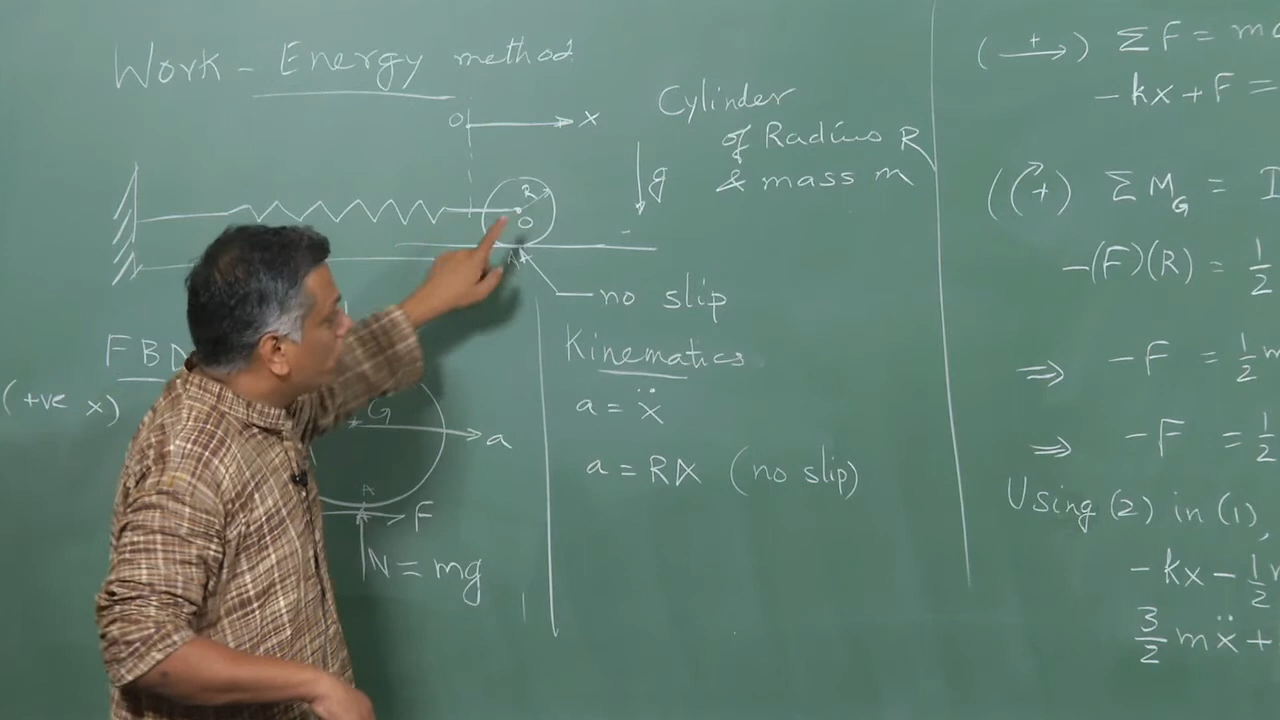 Work - Energy method
O x
Cylinder
of Radius R
& mass m
g
R
O
A
no slip
FBD
(+ve x)
G
a
A
F
N = mg
Kinematics
a = ẍ
a = Rα (no slip)
(→+) ΣF = m
-kx + F =
(↷+) ΣM_G = I
-(F)(R) = 1/2
⇒ -F = 1/2 m
⇒ -F = 1/2
Using (2) in (1),
-kx - 1/2
3/2 mẍ +